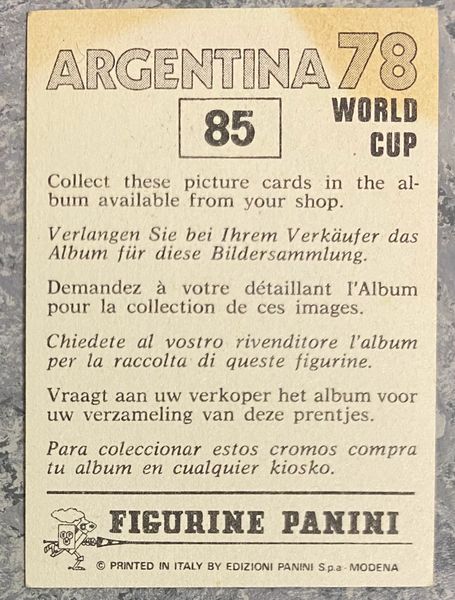 ARGENTINA 78
WORLD
CUP
85
Collect these picture cards in the al-
bum available from your shop.
Verlangen Sie bei Ihrem Verkäufer das
Album für diese Bildersammlung.
Demandez à votre détaillant l'Album
pour la collection de ces images.
Chiedete al vostro rivenditore l'album
per la raccolta di queste figurine.
Vraagt aan uw verkoper het album voor
uw verzameling van deze prentjes.
Para coleccionar estos cromos compra
tu album en cualquier kiosko.
FIGURINE PANINI
© PRINTED IN ITALY BY EDIZIONI PANINI S.p.a - MODENA